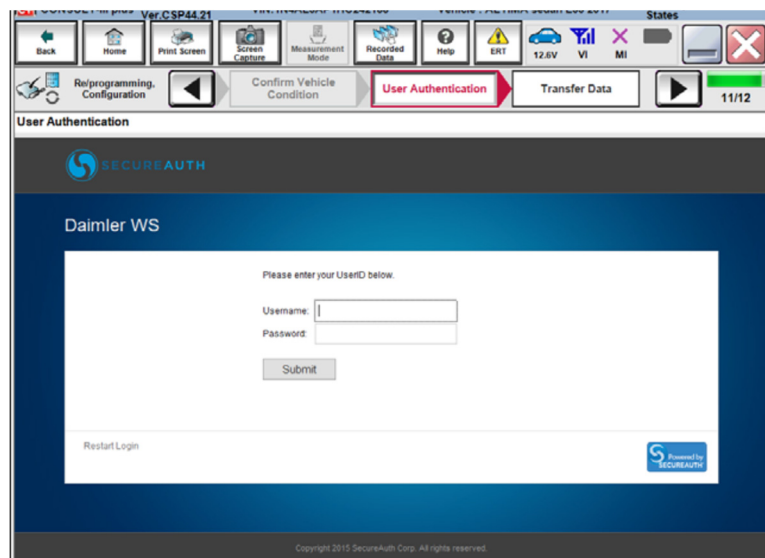 Ver.CSP44.21
States
Back
Home
Print Screen
Screen
Capture
Measurement
Mode
Recorded
Data
Help
ERT
12.6V
VI
MI
Re/programming,
Configuration
Confirm Vehicle
Condition
User Authentication
Transfer Data
11/12
User Authentication
SECUREAUTH
Daimler WS
Please enter your UserID below.
Username:
Password:
Submit
Restart Login
Powered by
SECUREAUTH
Copyright 2015 SecureAuth Corp. All rights reserved.